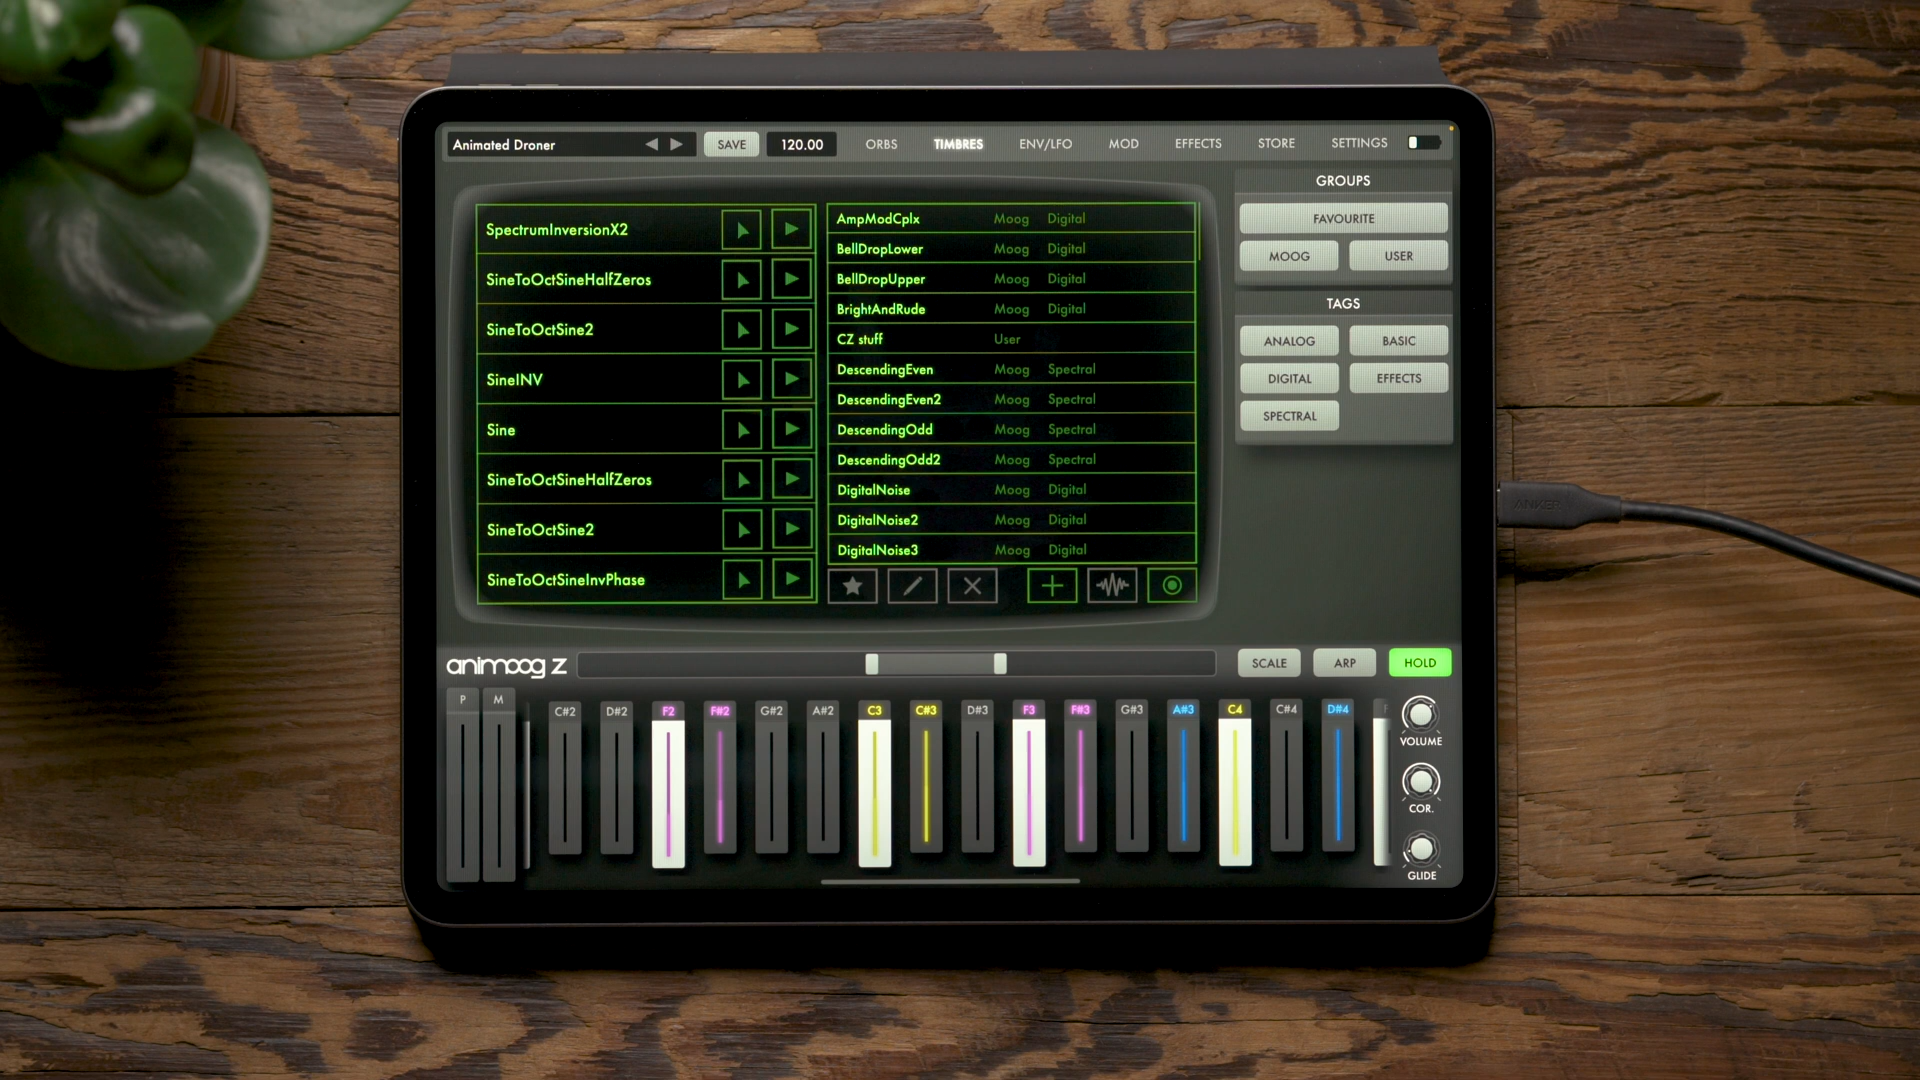 Animated Droner SAVE 120.00 ORBS TIMBRES ENV/LFO MOD EFFECTS STORE SETTINGS
SpectrumInversionX2
SineToOctSineHalfZeros
SineToOctSine2
SineINV
Sine
SineToOctSineHalfZeros
SineToOctSine2
SineToOctSineInvPhase
AmpModCplx Moog Digital
BellDropLower Moog Digital
BellDropUpper Moog Digital
BrightAndRude Moog Digital
CZ stuff User
DescendingEven Moog Spectral
DescendingEven2 Moog Spectral
DescendingOdd Moog Spectral
DescendingOdd2 Moog Spectral
DigitalNoise Moog Digital
DigitalNoise2 Moog Digital
DigitalNoise3 Moog Digital
GROUPS
FAVOURITE
MOOG USER
TAGS
ANALOG BASIC
DIGITAL EFFECTS
SPECTRAL
ANKER
animoog z SCALE ARP HOLD
P M C#2 D#2 F2 F#2 G#2 A#2 C3 C#3 D#3 F3 F#3 G#3 A#3 C4 C#4 D#4 F
VOLUME
COR.
GLIDE